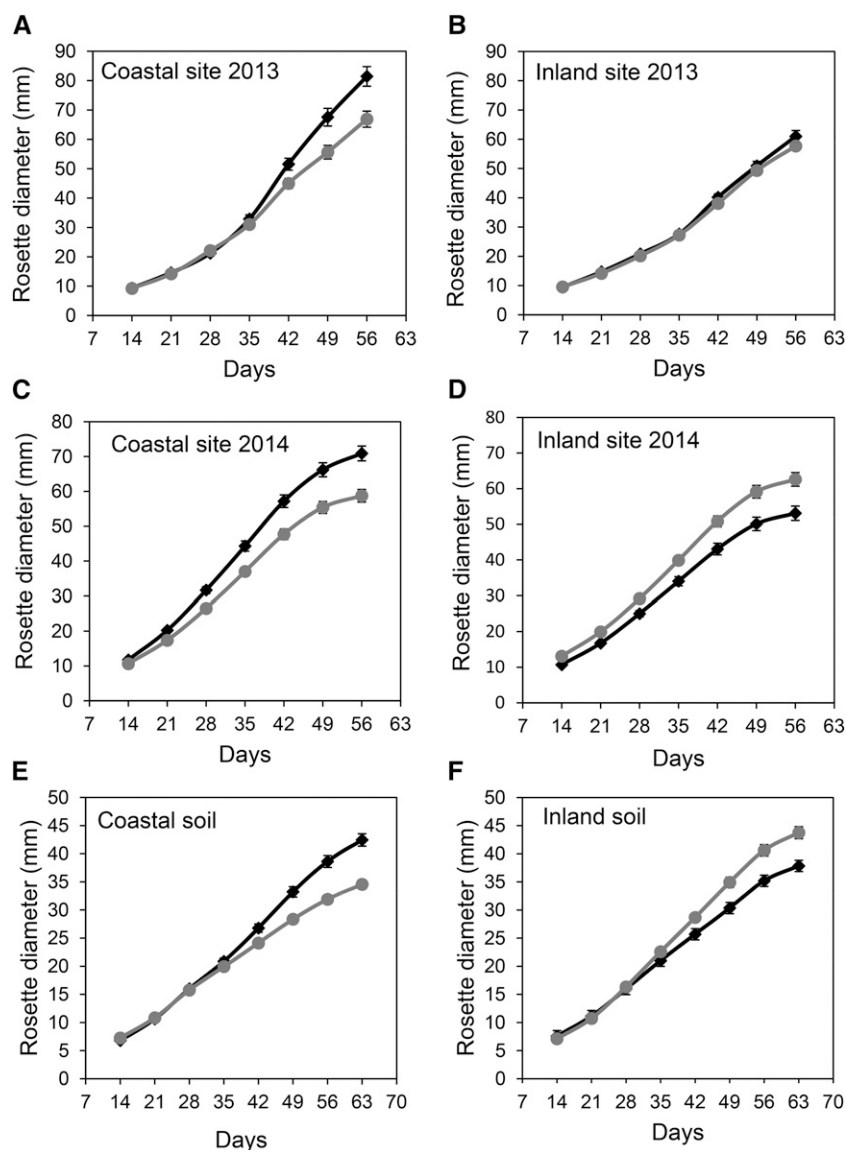 A
Coastal site 2013
Rosette diameter (mm)
90
80
70
60
50
40
30
20
10
0
7 14 21 28 35 42 49 56 63
Days
B
Inland site 2013
Rosette diameter (mm)
90
80
70
60
50
40
30
20
10
0
7 14 21 28 35 42 49 56 63
Days
C
Coastal site 2014
Rosette diameter (mm)
80
70
60
50
40
30
20
10
0
7 14 21 28 35 42 49 56 63
Days
D
Inland site 2014
Rosette diameter (mm)
80
70
60
50
40
30
20
10
0
7 14 21 28 35 42 49 56 63
Days
E
Coastal soil
Rosette diameter (mm)
50
45
40
35
30
25
20
15
10
5
0
7 14 21 28 35 42 49 56 63 70
Days
F
Inland soil
Rosette diameter (mm)
50
45
40
35
30
25
20
15
10
5
0
7 14 21 28 35 42 49 56 63 70
Days